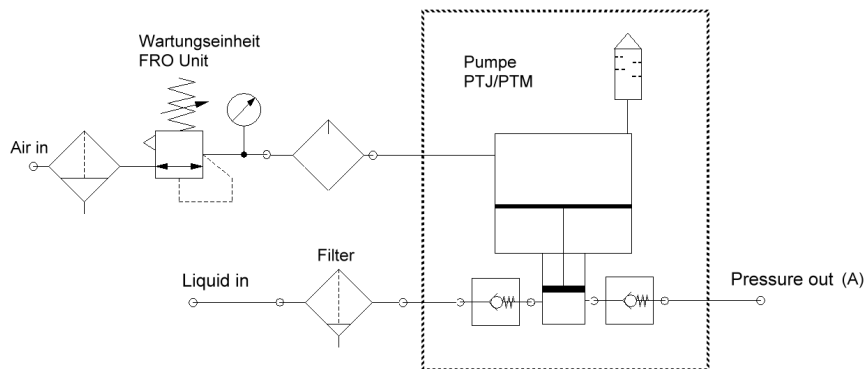 Wartungseinheit
FRO Unit
Pumpe
PTJ/PTM
Air in
Filter
Liquid in
Pressure out (A)